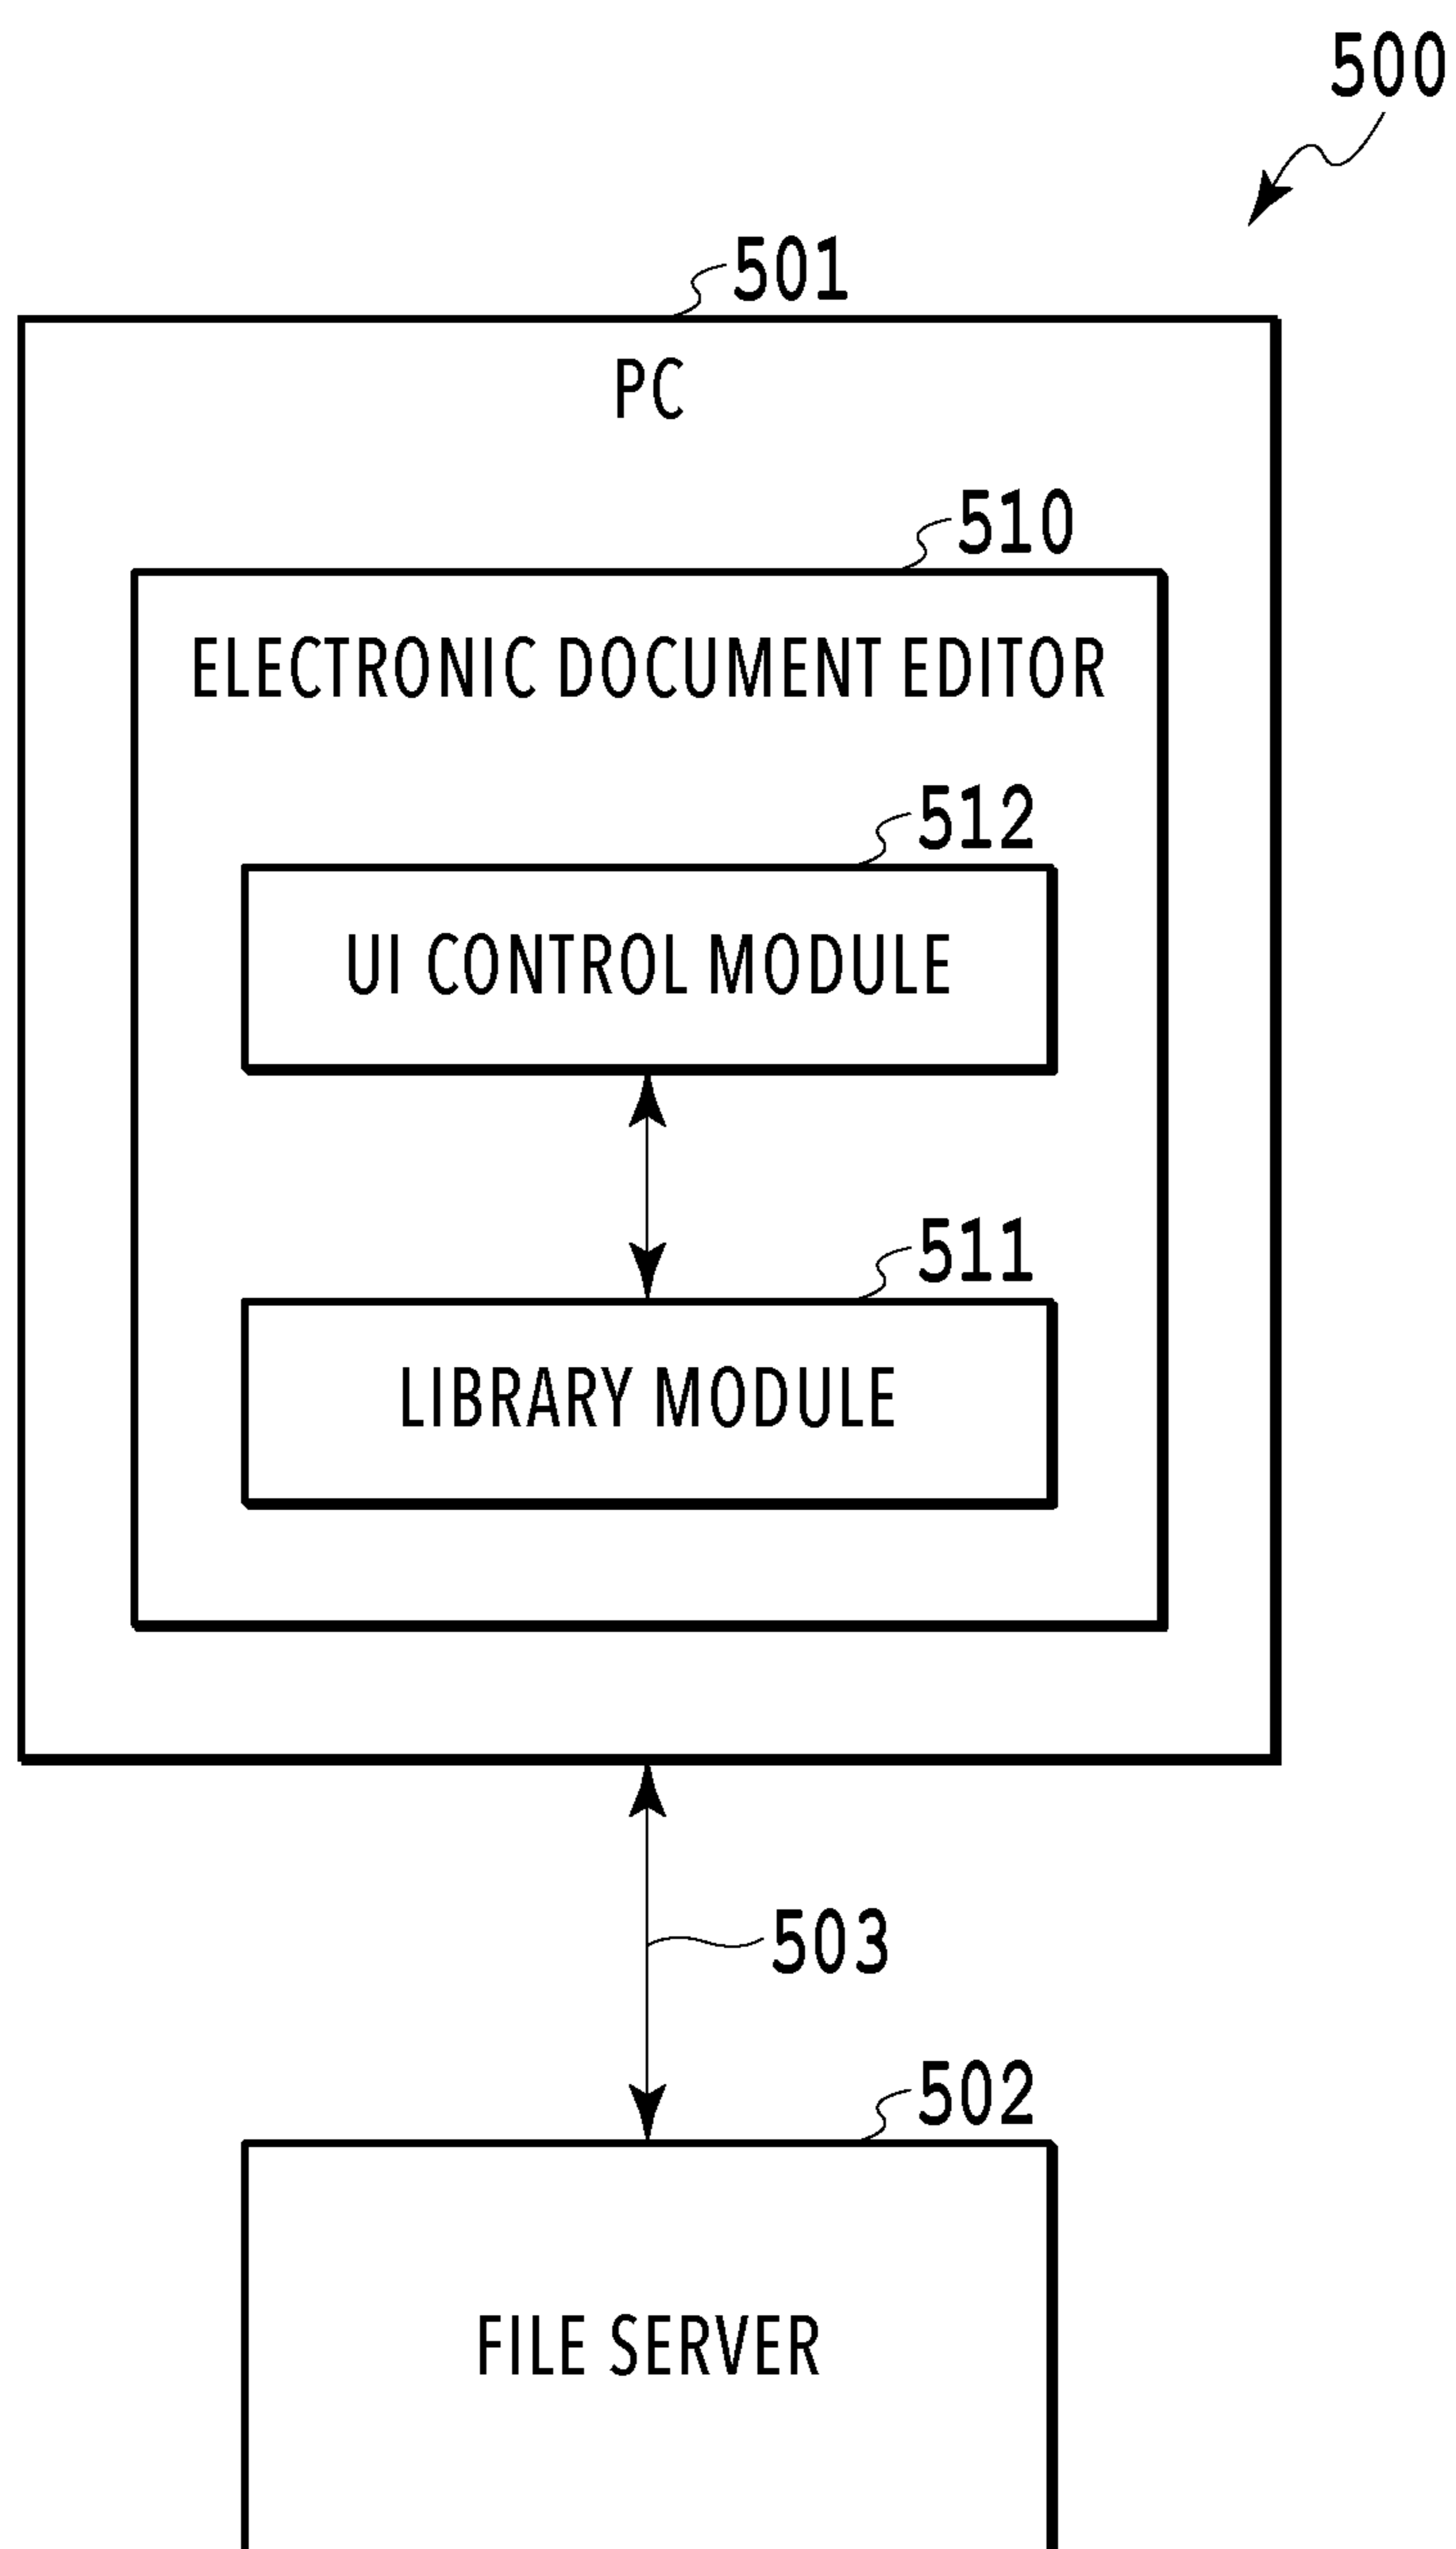 500
501
PC
510
ELECTRONIC DOCUMENT EDITOR
512
UI CONTROL MODULE
511
LIBRARY MODULE
503
502
FILE SERVER